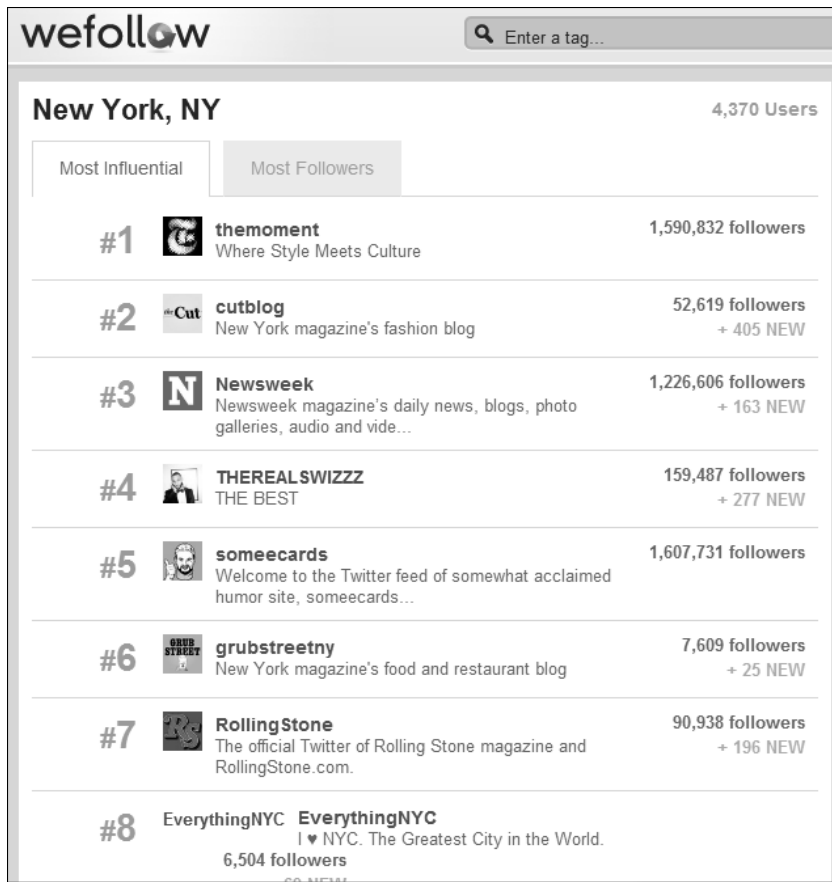 wefollow
Enter a tag...
New York, NY
4,370 Users
Most Influential
Most Followers
#1
themoment
Where Style Meets Culture
1,590,832 followers
#2
the Cut
cutblog
New York magazine's fashion blog
52,619 followers
+ 405 NEW
#3
N
Newsweek
Newsweek magazine's daily news, blogs, photo
galleries, audio and vide...
1,226,606 followers
+ 163 NEW
#4
THEREALSWIZZZ
THE BEST
159,487 followers
+ 277 NEW
#5
someecards
Welcome to the Twitter feed of somewhat acclaimed
humor site, someecards...
1,607,731 followers
#6
GRUB
STREET
grubstreetny
New York magazine's food and restaurant blog
7,609 followers
+ 25 NEW
#7
RS
RollingStone
The official Twitter of Rolling Stone magazine and
RollingStone.com.
90,938 followers
+ 196 NEW
#8
EverythingNYC
EverythingNYC
I ♥ NYC. The Greatest City in the World.
6,504 followers